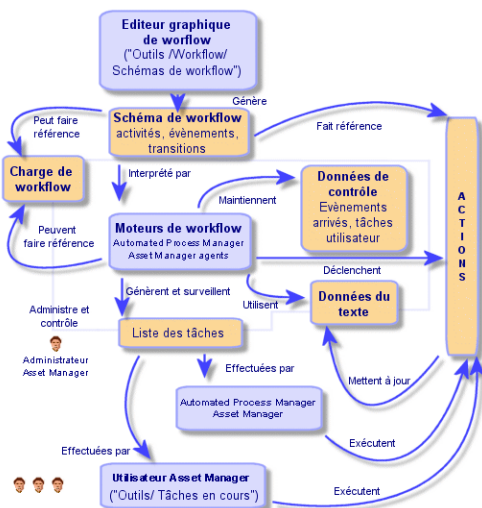 Editeur graphique
de worflow
("Outils /Workflow/
Schémas de workflow")
Génère
Peut faire
référence
Schéma de workflow
activités, évènements,
transitions
Fait référence
Charge de
workflow
Interprété par
Maintiennent
Données de
contrôle
Evènements
arrivés, tâches
utilisateur
ACTIONS
Peuvent
faire référence
Moteurs de workflow
Automated Process Manager
Asset Manager agents
Déclenchent
Génèrent et surveillent
Utilisent
Données du
texte
Administre et
contrôle
Liste des tâches
Administrateur
Asset Manager
Effectuées par
Mettent à jour
Automated Process Manager
Asset Manager
Exécutent
Effectuées par
Utilisateur Asset Manager
("Outils/ Tâches en cours")
Exécutent